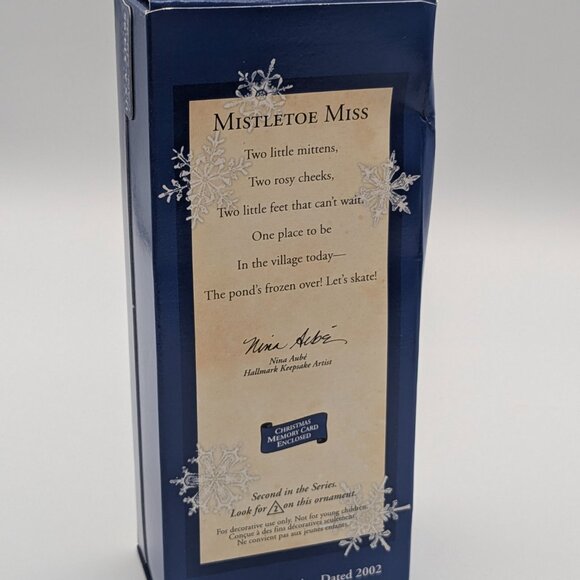 MISTLETOE MISS
Two little mittens,
Two rosy cheeks,
Two little feet that can't wait.
One place to be
In the village today—
The pond's frozen over! Let's skate!
Nina Aubé
Nina Aubé
Hallmark Keepsake Artist
CHRISTMAS
MEMORY CARD
ENCLOSED
Second in the Series.
Look for 2 on this ornament.
For decorative use only. Not for young children.
Conçur à des fins décoratives seulement.
Ne convient pas aux jeunes enfants.
Dated 2002